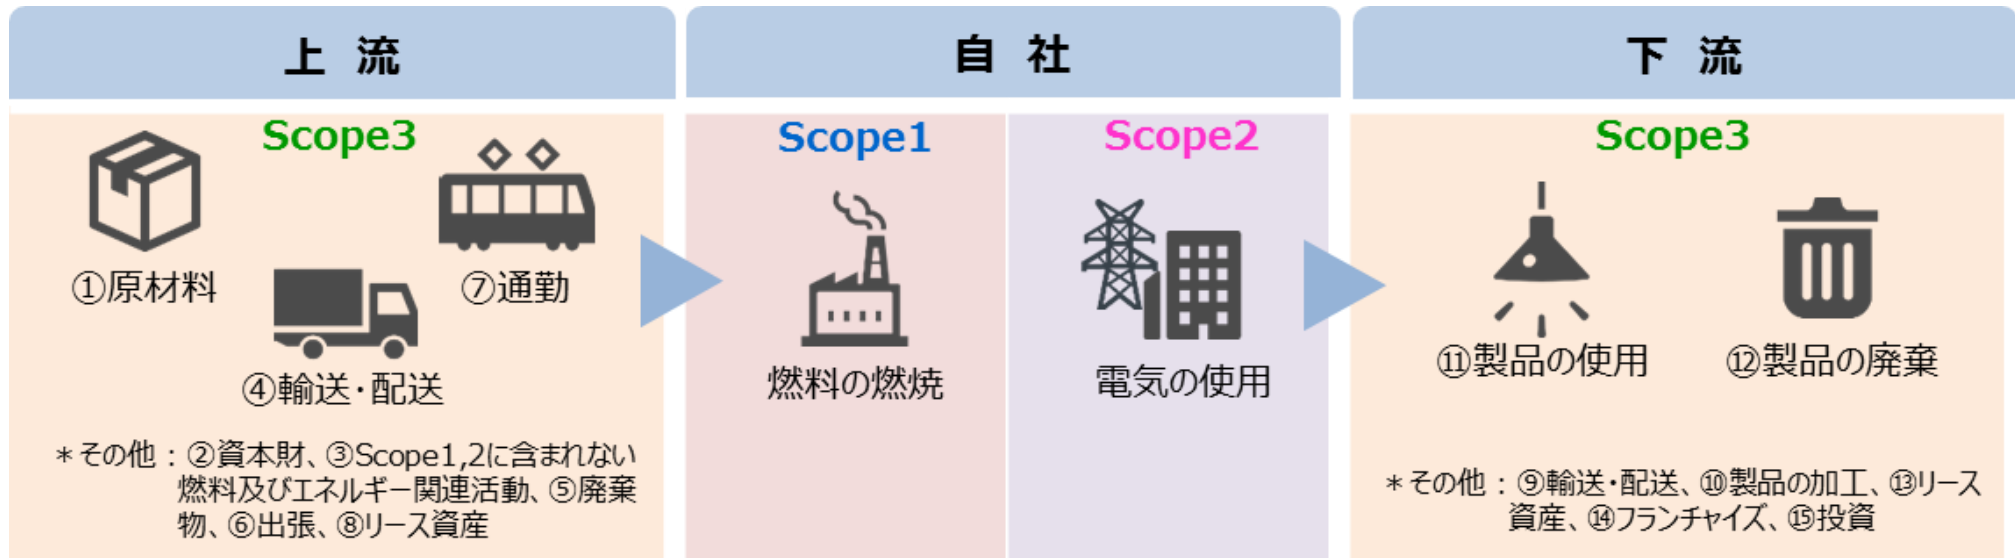 上 流
Scope3
①原材料
⑦通勤
④輸送・配送
*その他：②資本財、③Scope1,2に含まれない
燃料及びエネルギー関連活動、⑤廃棄
物、⑥出張、⑧リース資産
自 社
Scope1
燃料の燃焼
Scope2
電気の使用
下 流
Scope3
⑪製品の使用
⑫製品の廃棄
*その他：⑨輸送・配送、⑩製品の加工、⑬リース
資産、⑭フランチャイズ、⑮投資